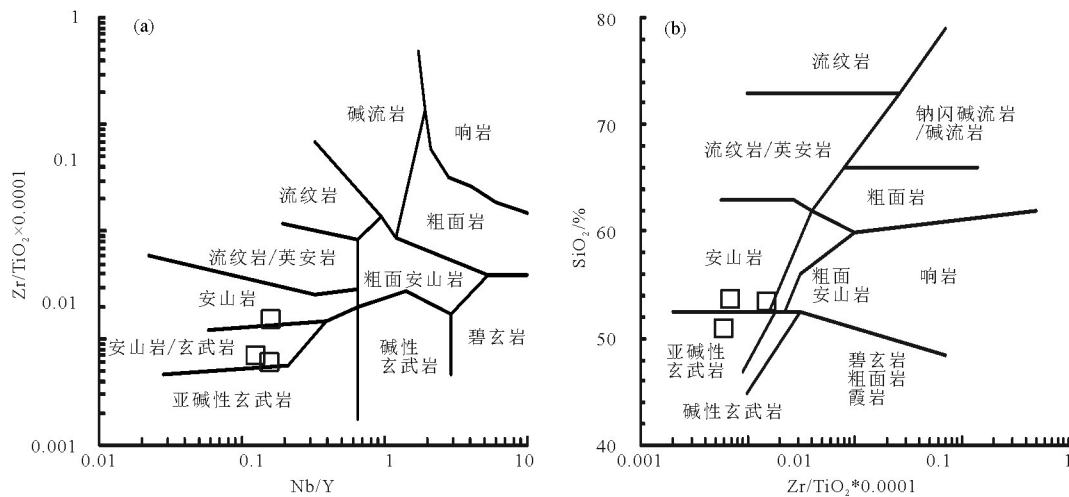 (a)
1
0.1
0.01
0.001
Zr/TiO₂×0.0001
碱流岩
响岩
流纹岩
粗面岩
流纹岩/英安岩
粗面安山岩
安山岩
安山岩/玄武岩
碱性
玄武岩
碧玄岩
亚碱性玄武岩
0.01
0.1
1
10
Nb/Y
(b)
80
70
60
50
40
SiO₂/%
流纹岩
钠闪碱流岩
/碱流岩
流纹岩/英安岩
粗面岩
安山岩
粗面
安山岩
响岩
亚碱性
玄武岩
碧玄岩
粗面岩
霞岩
碱性玄武岩
0.001
0.01
0.1
1
Zr/TiO₂*0.0001